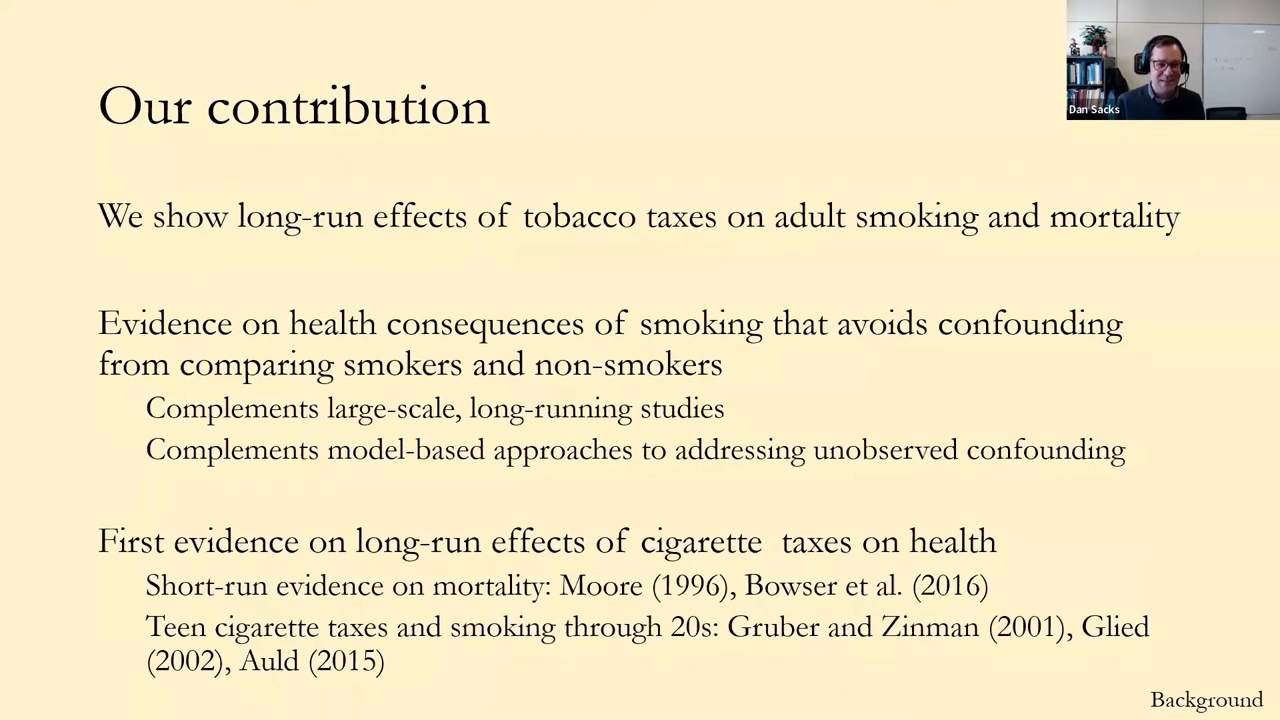 Our contribution
Dan Sacks
We show long-run effects of tobacco taxes on adult smoking and mortality
Evidence on health consequences of smoking that avoids confounding
from comparing smokers and non-smokers
Complements large-scale, long-running studies
Complements model-based approaches to addressing unobserved confounding
First evidence on long-run effects of cigarette taxes on health
Short-run evidence on mortality: Moore (1996), Bowser et al. (2016)
Teen cigarette taxes and smoking through 20s: Gruber and Zinman (2001), Glied
(2002), Auld (2015)
Background